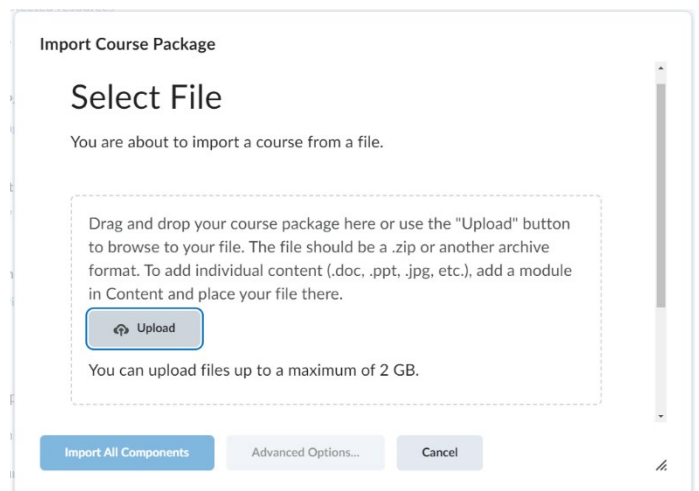 Import Course Package
Select File
You are about to import a course from a file.
Drag and drop your course package here or use the "Upload" button
to browse to your file. The file should be a .zip or another archive
format. To add individual content (.doc, .ppt, .jpg, etc.), add a module
in Content and place your file there.
Upload
You can upload files up to a maximum of 2 GB.
Import All Components Advanced Options... Cancel